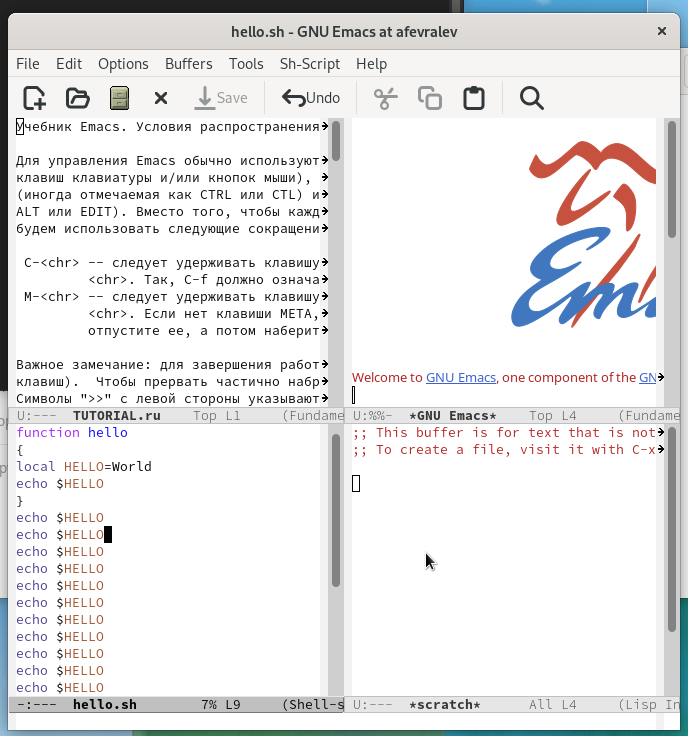 hello.sh - GNU Emacs at afevralev
File Edit Options Buffers Tools Sh-Script Help
Save Undo
Учебник Emacs. Условия распространения
Для управления Emacs обычно используют
клавиш клавиатуры и/или кнопок мыши),
(иногда отмечаемая как CTRL или CTL) и
ALT или EDIT). Вместо того, чтобы кажд
будем использовать следующие сокращени
C-<chr> -- следует удерживать клавишу
<chr>. Так, C-f должно означа
M-<chr> -- следует удерживать клавишу
<chr>. Если нет клавиши META,
отпустите ее, а потом наберит
Важное замечание: для завершения работ
клавиш).  Чтобы прервать частично набр
Символы ">>" с левой стороны указывают
U:--- TUTORIAL.ru Top L1 (Fundame
Welcome to GNU Emacs, one component of the GN
U:%%- *GNU Emacs* Top L4 (Fundame
function hello
{
local HELLO=World
echo $HELLO
}
echo $HELLO
echo $HELLO
echo $HELLO
echo $HELLO
echo $HELLO
echo $HELLO
echo $HELLO
echo $HELLO
echo $HELLO
echo $HELLO
echo $HELLO
-:--- hello.sh 7% L9 (Shell-s
;; This buffer is for text that is not
;; To create a file, visit it with C-x
U:--- *scratch* All L4 (Lisp In